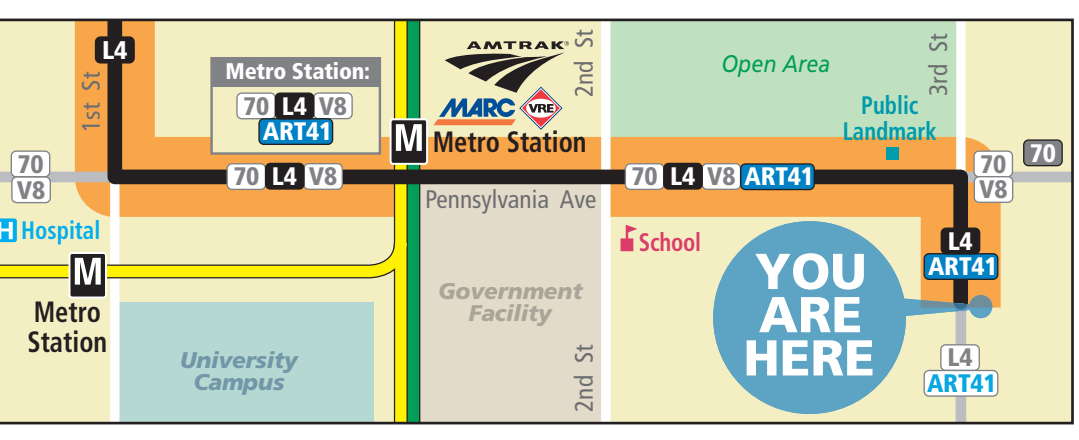 L4
1st St
Metro Station:
70 L4 V8
ART41
AMTRAK®
MARC VRE
M Metro Station
2nd St
Open Area
3rd St
Public
Landmark
70
V8
70 L4 V8
70 L4 V8 ART41
70
V8
70
Pennsylvania Ave
H Hospital
School
L4
ART41
M
Metro
Station
University
Campus
Government
Facility
2nd St
YOU
ARE
HERE
L4
ART41